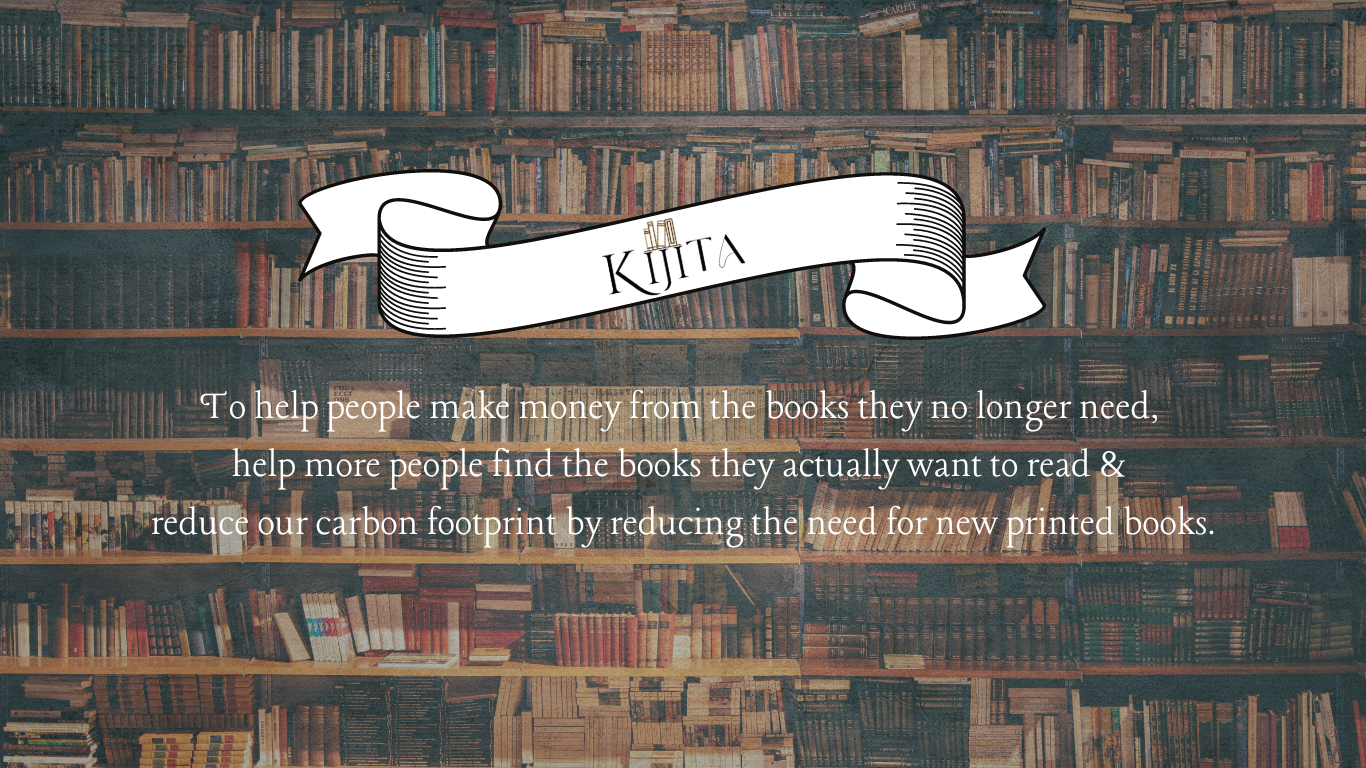 KIJITA
To help people make money from the books they no longer need,
help more people find the books they actually want to read &
reduce our carbon footprint by reducing the need for new printed books.